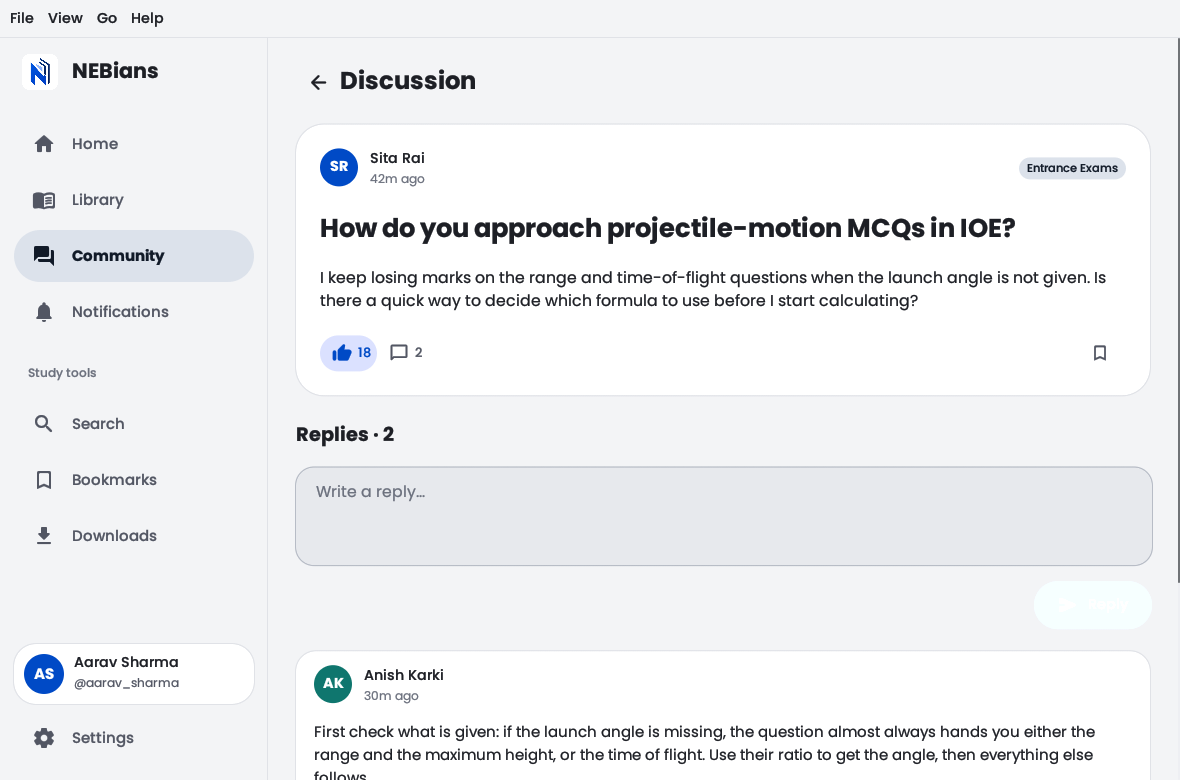 File View Go Help
NEBians
Home
Library
Community
Notifications
Study tools
Search
Bookmarks
Downloads
AS
Aarav Sharma
@aarav_sharma
Settings
Discussion
SR
Sita Rai
42m ago
Entrance Exams
How do you approach projectile-motion MCQs in IOE?
I keep losing marks on the range and time-of-flight questions when the launch angle is not given. Is
there a quick way to decide which formula to use before I start calculating?
18
2
Replies · 2
Write a reply…
Reply
AK
Anish Karki
30m ago
First check what is given: if the launch angle is missing, the question almost always hands you either the
range and the maximum height, or the time of flight. Use their ratio to get the angle, then everything else
follows.